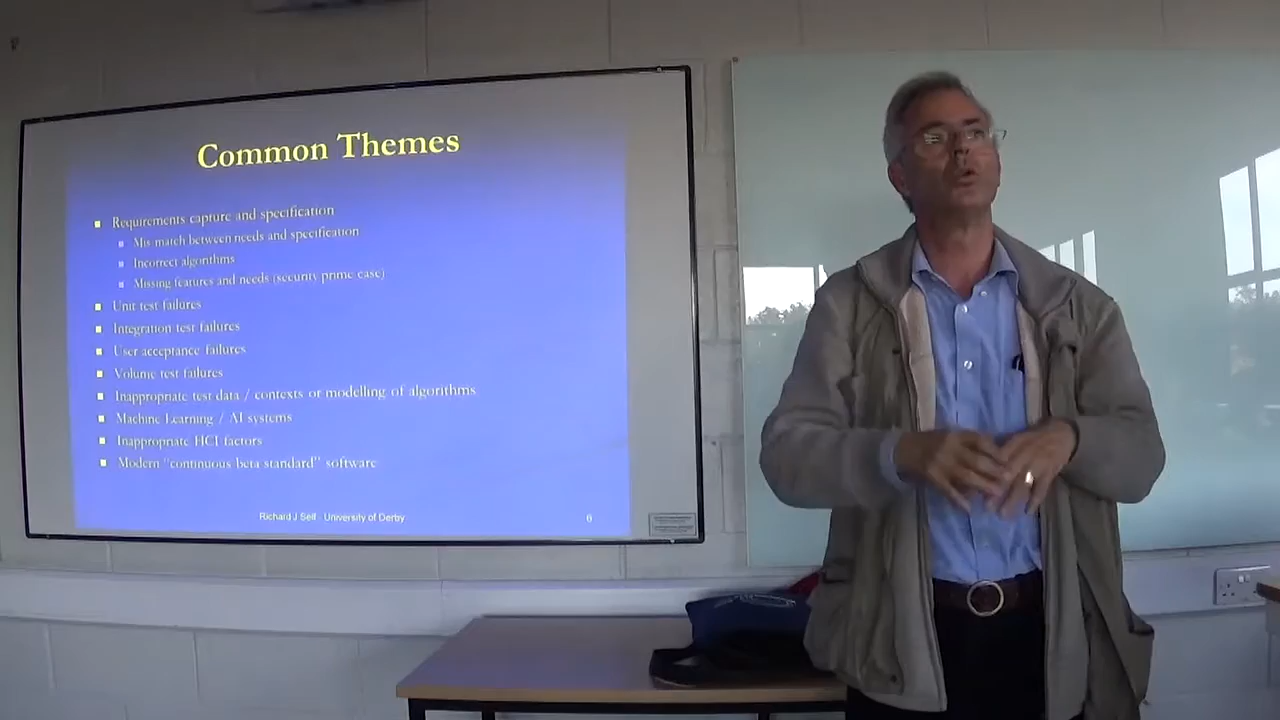 Common Themes
Requirements capture and specification
Mis match between needs and specification
Incorrect algorithms
Missing features and needs (security prime case)
Unit test failures
Integration test failures
User acceptance failures
Volume test failures
Inappropriate test data / contexts or modelling of algorithms
Machine Learning / AI systems
Inappropriate HCI factors
Modern "continuous beta standard" software
Richard J Self - University of Derby
6